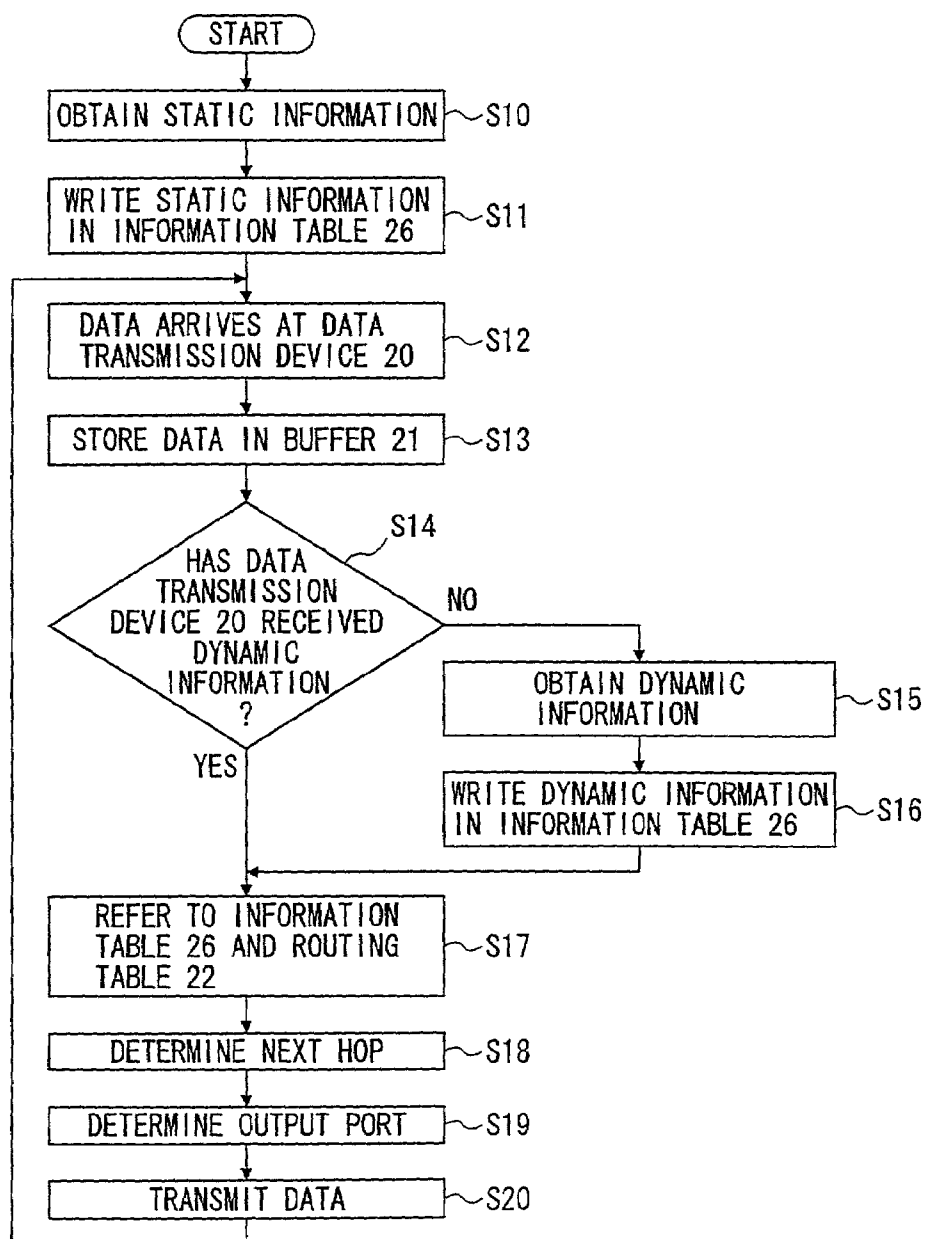 START
OBTAIN STATIC INFORMATION
S10
WRITE STATIC INFORMATION
IN INFORMATION TABLE 26
S11
DATA ARRIVES AT DATA
TRANSMISSION DEVICE 20
S12
STORE DATA IN BUFFER 21
S13
S14
HAS DATA
TRANSMISSION
DEVICE 20 RECEIVED
DYNAMIC
INFORMATION
?
NO
YES
OBTAIN DYNAMIC
INFORMATION
S15
WRITE DYNAMIC INFORMATION
IN INFORMATION TABLE 26
S16
REFER TO INFORMATION
TABLE 26 AND ROUTING
TABLE 22
S17
DETERMINE NEXT HOP
S18
DETERMINE OUTPUT PORT
S19
TRANSMIT DATA
S20